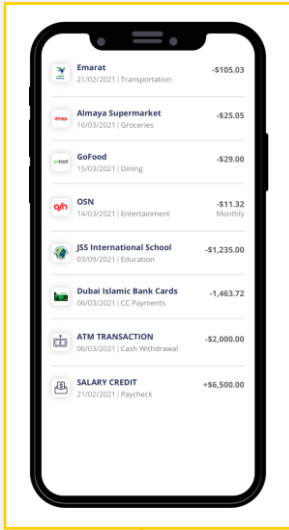 Emarat
-$105.03
21/02/2021 | Transportation
Almaya Supermarket
-$25.05
16/03/2021 | Groceries
GoFood
-$29.00
15/03/2021 | Dining
osn
OSN
-$11.32
14/03/2021 | Entertainment
Monthly
JSS International School
-$1,235.00
03/09/2021 | Education
Dubai Islamic Bank Cards
-1,463.72
06/03/2021 | CC Payments
ATM TRANSACTION
-$2,000.00
06/03/2021 | Cash Withdrawal
SALARY CREDIT
+$6,500.00
21/02/2021 | Paycheck